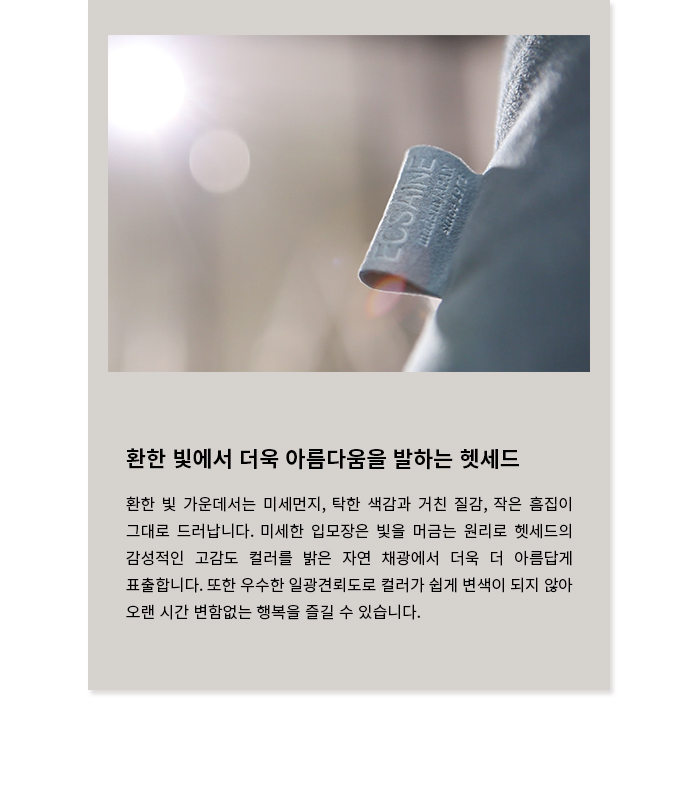 ECSAINE
made in ITALY
since 1975
환한 빛에서 더욱 아름다움을 발하는 헷세드
환한 빛 가운데서는 미세먼지, 탁한 색감과 거친 질감, 작은 흠집이
그대로 드러납니다. 미세한 입모장은 빛을 머금는 원리로 헷세드의
감성적인 고감도 컬러를 밝은 자연 채광에서 더욱 더 아름답게
표출합니다. 또한 우수한 일광견뢰도로 컬러가 쉽게 변색이 되지 않아
오랜 시간 변함없는 행복을 즐길 수 있습니다.